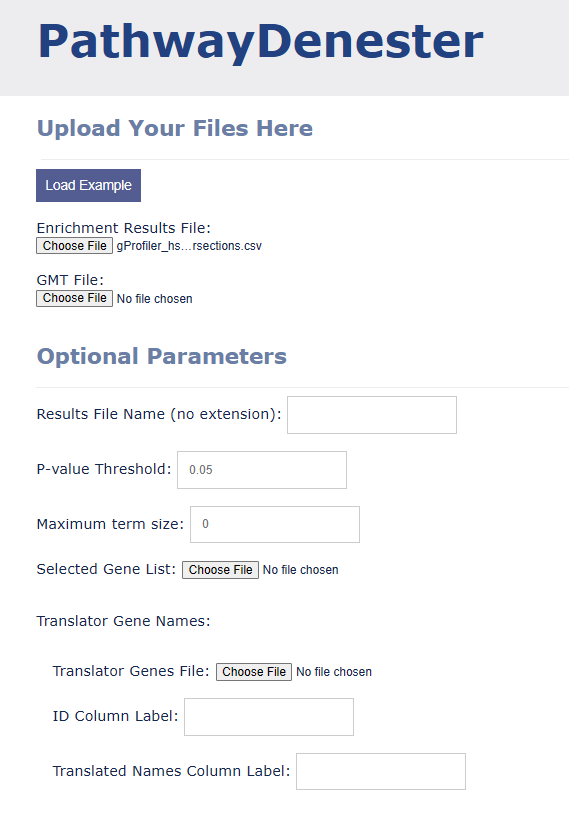 PathwayDenester
Upload Your Files Here
Load Example
Enrichment Results File:
Choose File gProfiler_hs...rsections.csv
GMT File:
Choose File No file chosen
Optional Parameters
Results File Name (no extension):
P-value Threshold: 0.05
Maximum term size: 0
Selected Gene List: Choose File No file chosen
Translator Gene Names:
Translator Genes File: Choose File No file chosen
ID Column Label:
Translated Names Column Label: